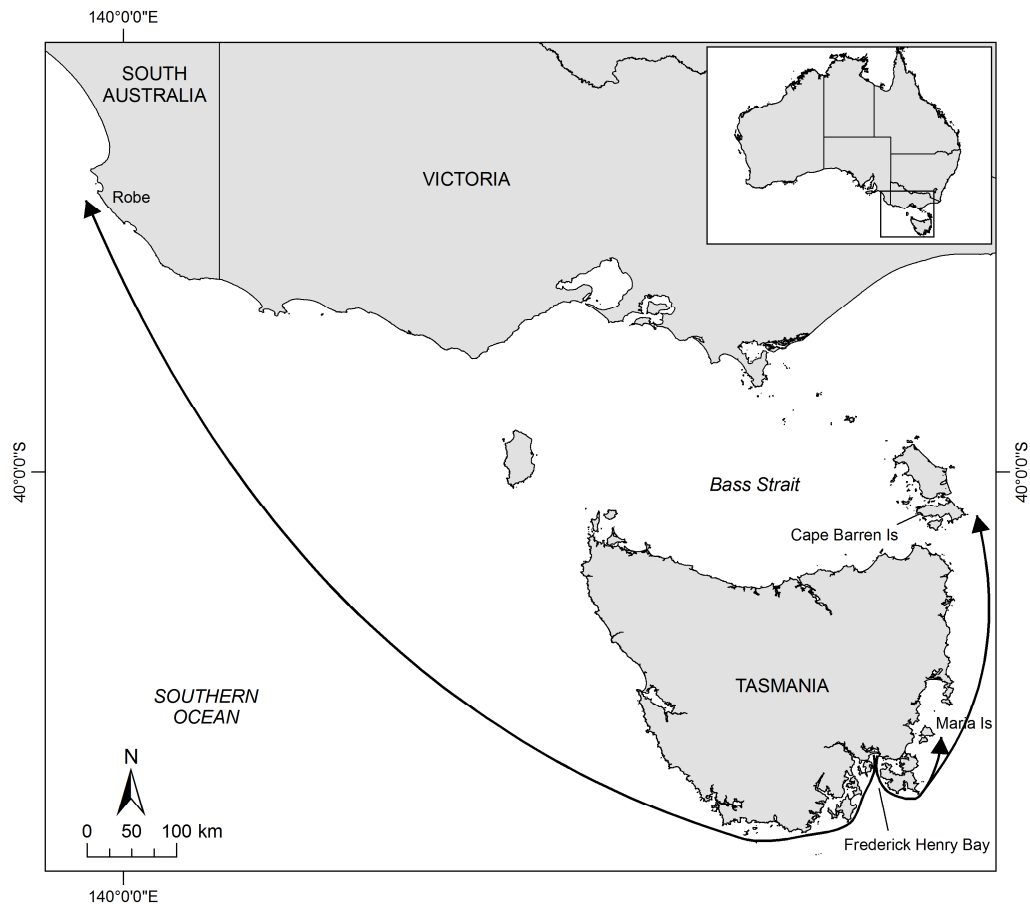 140°0'0"E
SOUTH
AUSTRALIA
VICTORIA
Robe
40°0'0"S
40°0'0"S
Bass Strait
Cape Barren Is
TASMANIA
SOUTHERN
OCEAN
Maria Is
N
0 50 100 km
Frederick Henry Bay
140°0'0"E